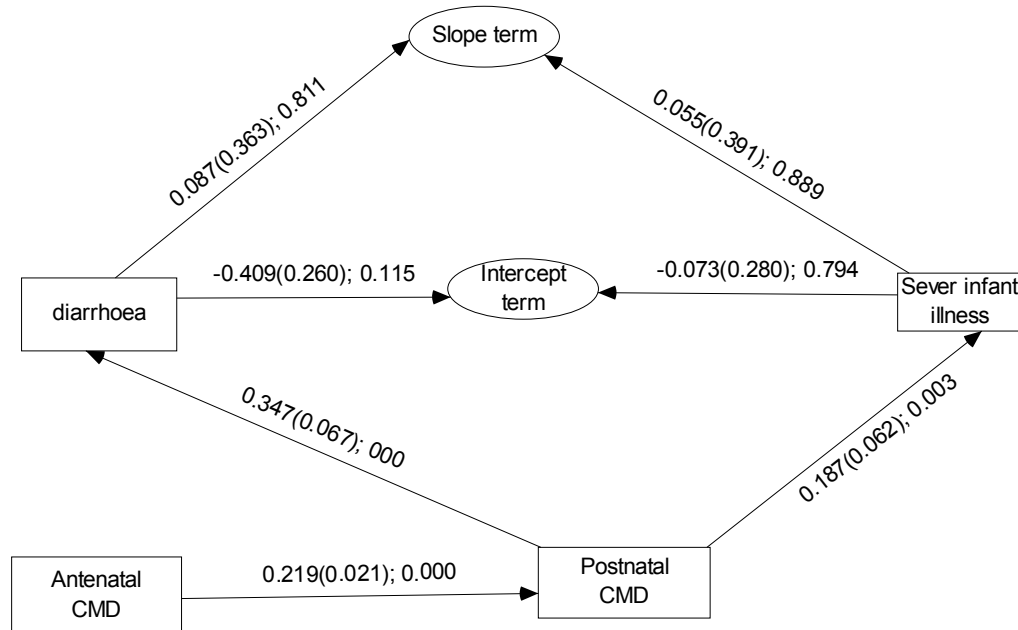 Slope term
0.087(0.363); 0.811
0.055(0.391); 0.889
-0.409(0.260); 0.115
Intercept
term
-0.073(0.280); 0.794
diarrhoea
Sever infant
illness
0.347(0.067); 000
0.187(0.062); 0.003
Antenatal
CMD
0.219(0.021); 0.000
Postnatal
CMD